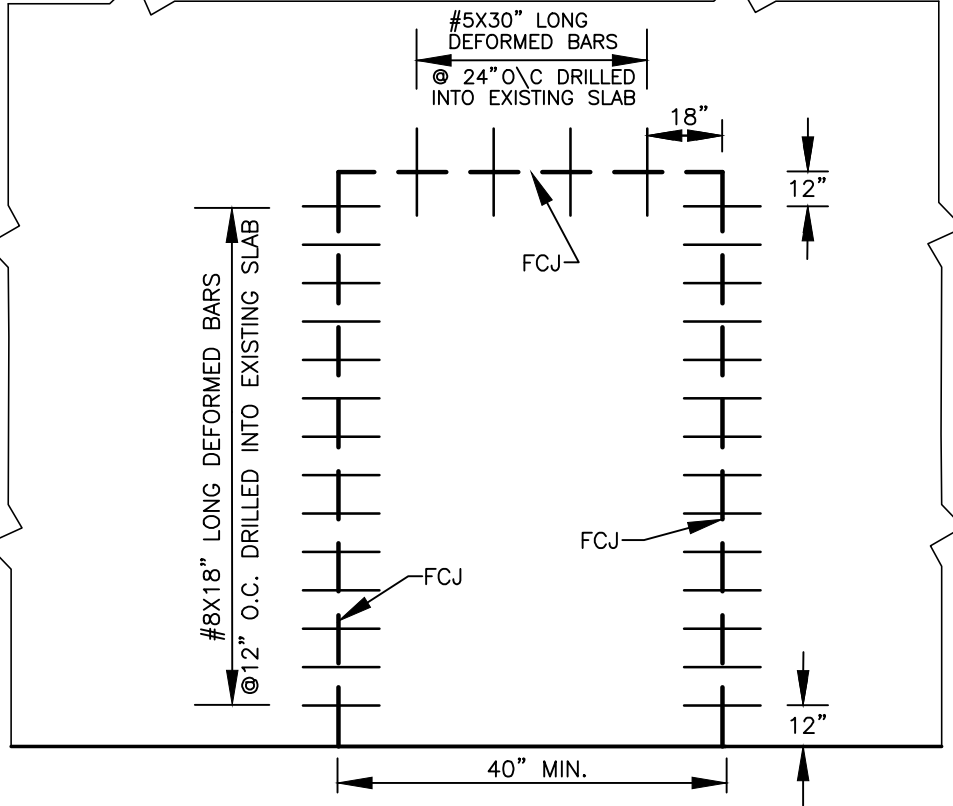 #5X30" LONG
DEFORMED BARS
@ 24" O\C DRILLED
INTO EXISTING SLAB
18"
12"
FCJ
#8X18" LONG DEFORMED BARS
@12" O.C. DRILLED INTO EXISTING SLAB
FCJ
FCJ
12"
40" MIN.